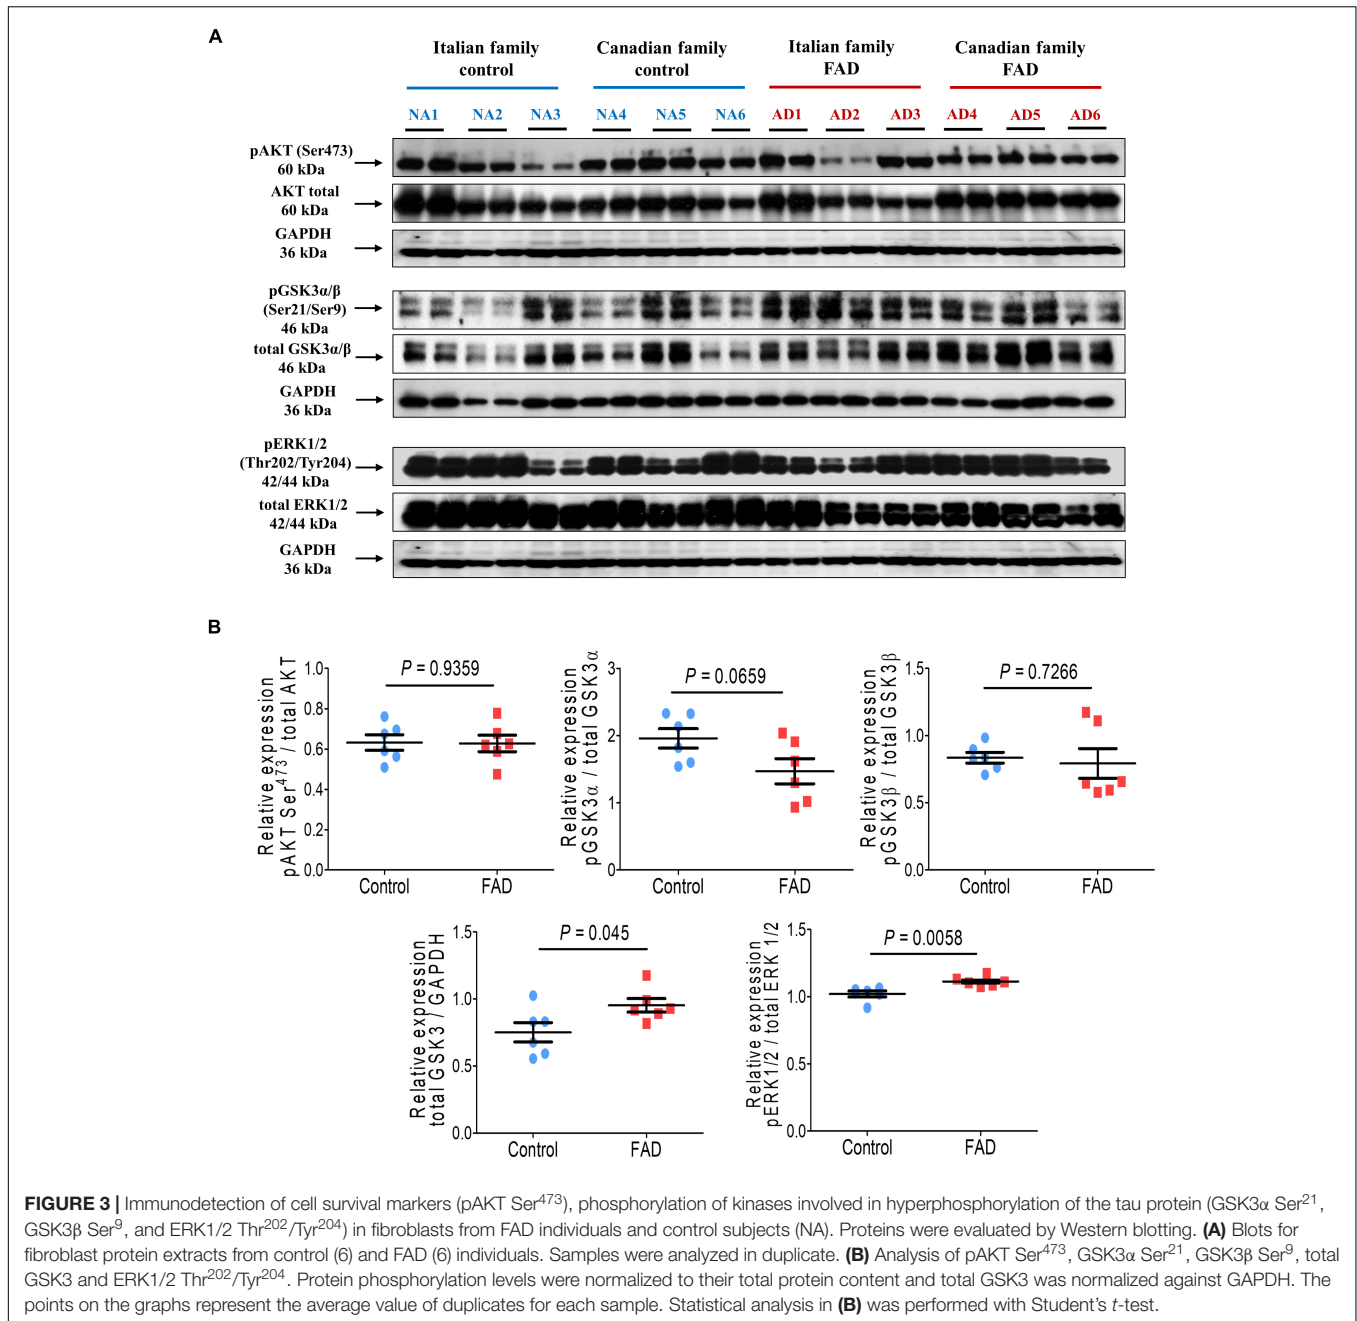 A
Italian family
control
Canadian family
control
Italian family
FAD
Canadian family
FAD
NA1 NA2 NA3 NA4 NA5 NA6 AD1 AD2 AD3 AD4 AD5 AD6
pAKT (Ser473)
60 kDa
AKT total
60 kDa
GAPDH
36 kDa
pGSK3α/β
(Ser21/Ser9)
46 kDa
total GSK3α/β
46 kDa
GAPDH
36 kDa
pERK1/2
(Thr202/Tyr204)
42/44 kDa
total ERK1/2
42/44 kDa
GAPDH
36 kDa
B
Relative expression
pAKT Ser473 / total AKT
1.0
0.8
0.6
0.4
0.2
0.0
P = 0.9359
Control FAD
Relative expression
pGSK3α / total GSK3α
3
2
1
0
P = 0.0659
Control FAD
Relative expression
pGSK3β / total GSK3β
1.5
1.0
0.5
0.0
P = 0.7266
Control FAD
Relative expression
total GSK3 / GAPDH
1.5
1.0
0.5
0.0
P = 0.045
Control FAD
Relative expression
pERK1/2 / total ERK 1/2
1.5
1.0
0.5
0.0
P = 0.0058
Control FAD
FIGURE 3 | Immunodetection of cell survival markers (pAKT Ser473), phosphorylation of kinases involved in hyperphosphorylation of the tau protein (GSK3α Ser21,
GSK3β Ser9, and ERK1/2 Thr202/Tyr204) in fibroblasts from FAD individuals and control subjects (NA). Proteins were evaluated by Western blotting. (A) Blots for
fibroblast protein extracts from control (6) and FAD (6) individuals. Samples were analyzed in duplicate. (B) Analysis of pAKT Ser473, GSK3α Ser21, GSK3β Ser9, total
GSK3 and ERK1/2 Thr202/Tyr204. Protein phosphorylation levels were normalized to their total protein content and total GSK3 was normalized against GAPDH. The
points on the graphs represent the average value of duplicates for each sample. Statistical analysis in (B) was performed with Student's t-test.